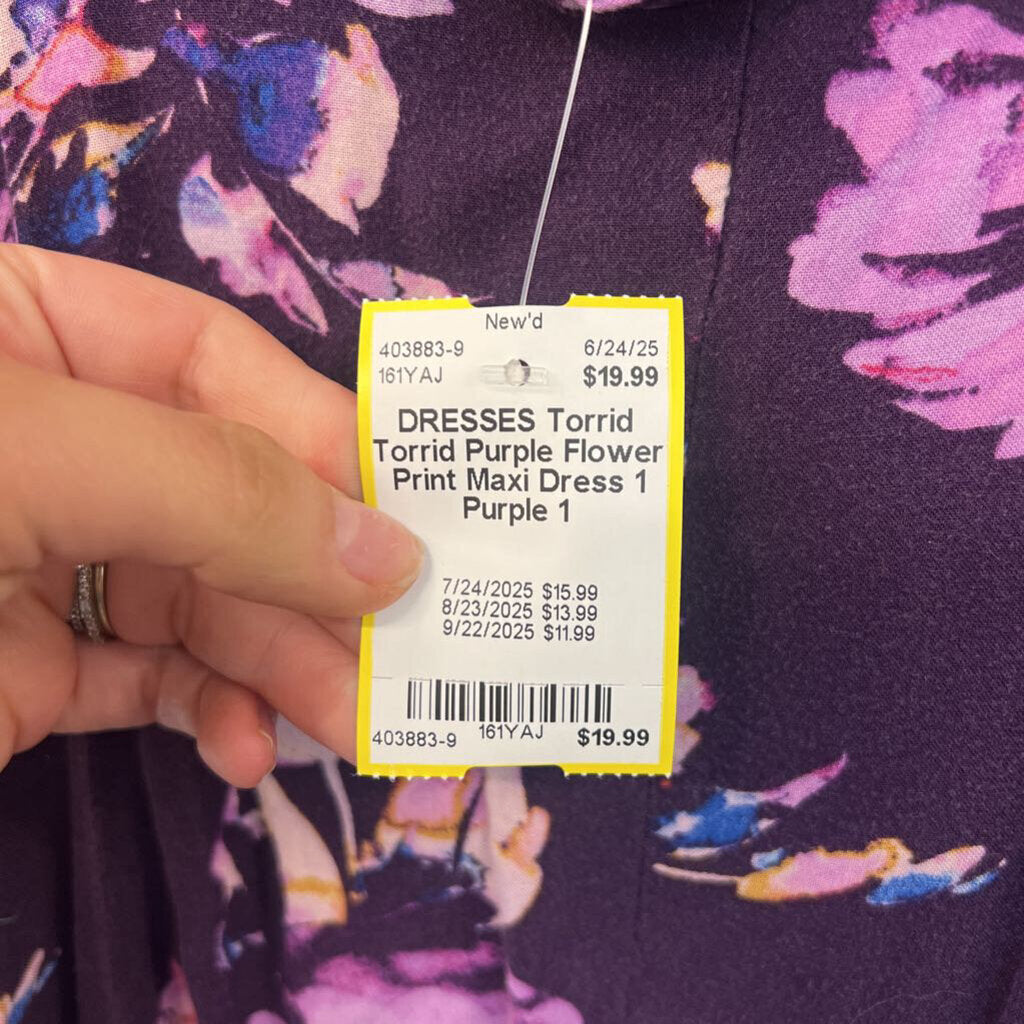 New'd
403883-9 6/24/25
161YAJ $19.99
DRESSES Torrid
Torrid Purple Flower
Print Maxi Dress 1
Purple 1
7/24/2025 $15.99
8/23/2025 $13.99
9/22/2025 $11.99
403883-9 161YAJ $19.99